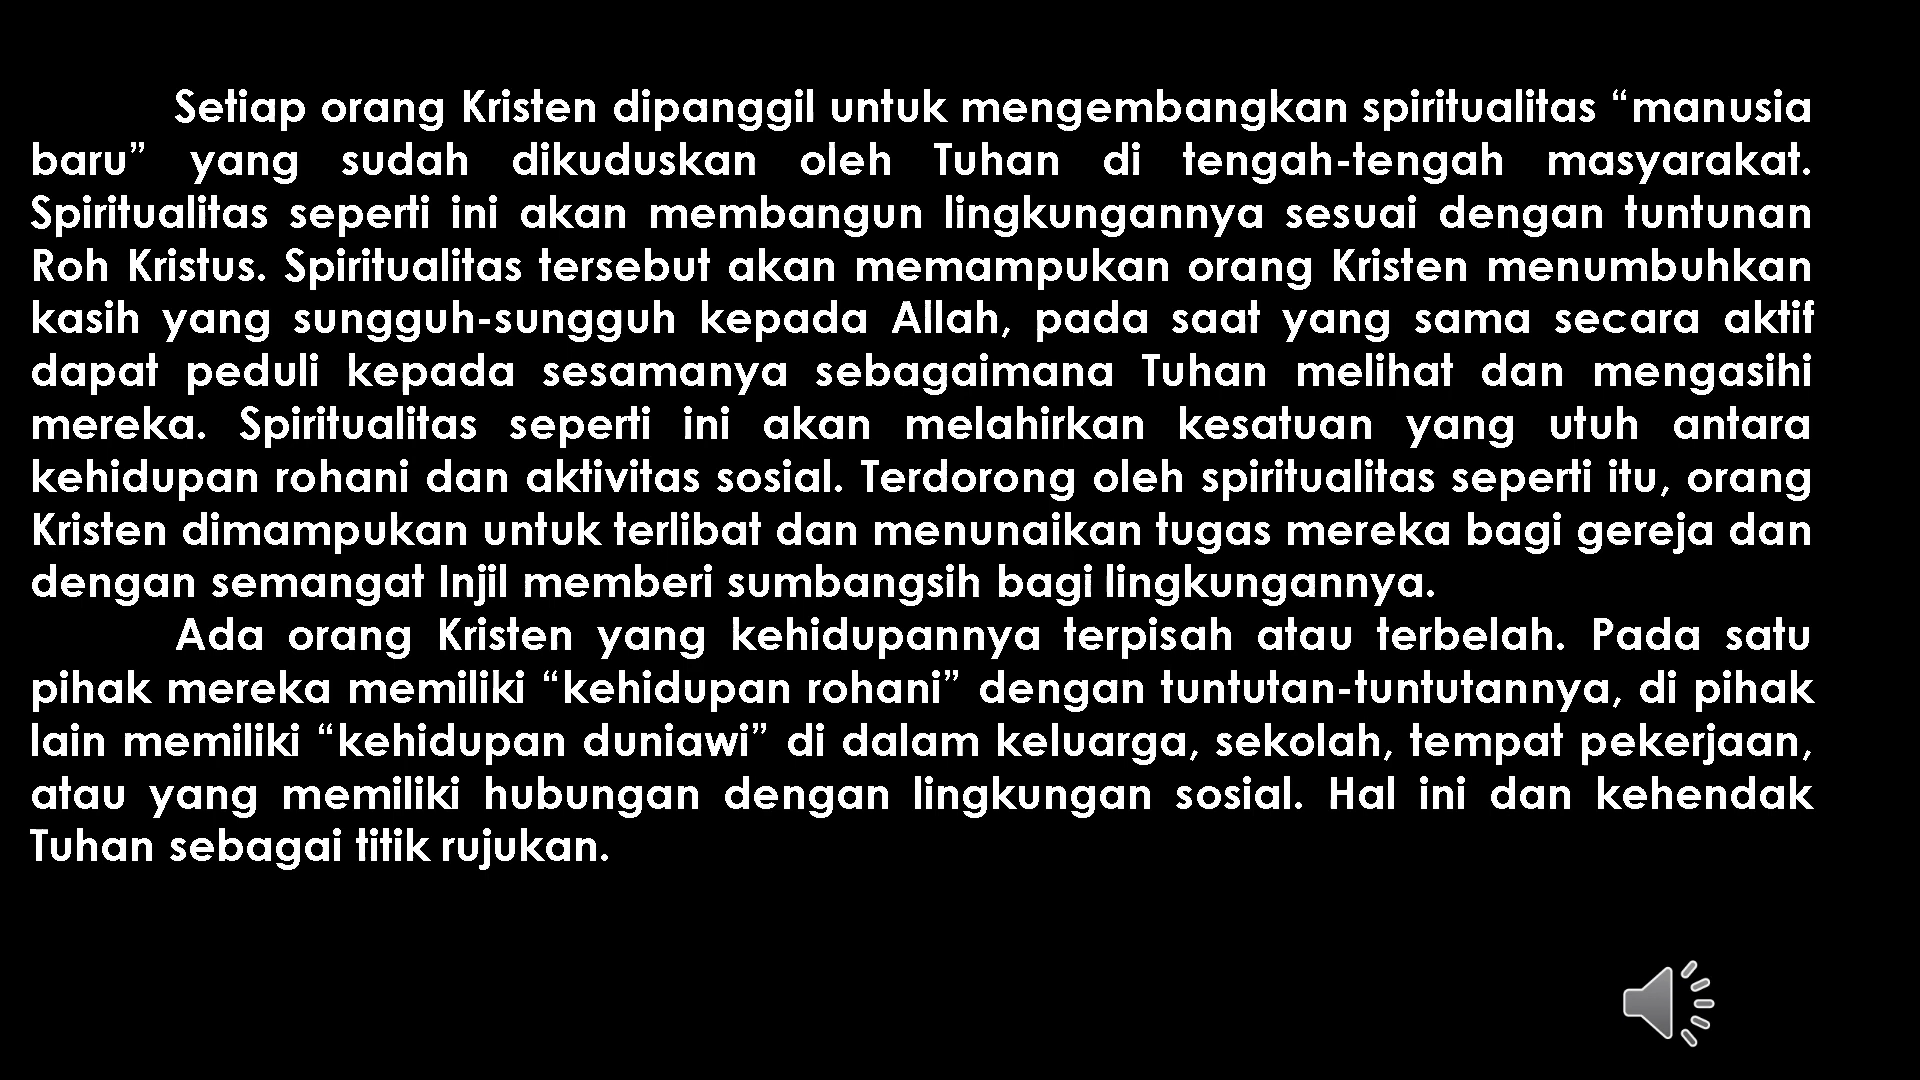 Setiap orang Kristen dipanggil untuk mengembangkan spiritualitas “manusia
baru” yang sudah dikuduskan oleh Tuhan di tengah-tengah masyarakat.
Spiritualitas seperti ini akan membangun lingkungannya sesuai dengan tuntunan
Roh Kristus. Spiritualitas tersebut akan memampukan orang Kristen menumbuhkan
kasih yang sungguh-sungguh kepada Allah, pada saat yang sama secara aktif
dapat peduli kepada sesamanya sebagaimana Tuhan melihat dan mengasihi
mereka. Spiritualitas seperti ini akan melahirkan kesatuan yang utuh antara
kehidupan rohani dan aktivitas sosial. Terdorong oleh spiritualitas seperti itu, orang
Kristen dimampukan untuk terlibat dan menunaikan tugas mereka bagi gereja dan
dengan semangat Injil memberi sumbangsih bagi lingkungannya.
Ada orang Kristen yang kehidupannya terpisah atau terbelah. Pada satu
pihak mereka memiliki “kehidupan rohani” dengan tuntutan-tuntutannya, di pihak
lain memiliki “kehidupan duniawi” di dalam keluarga, sekolah, tempat pekerjaan,
atau yang memiliki hubungan dengan lingkungan sosial. Hal ini dan kehendak
Tuhan sebagai titik rujukan.